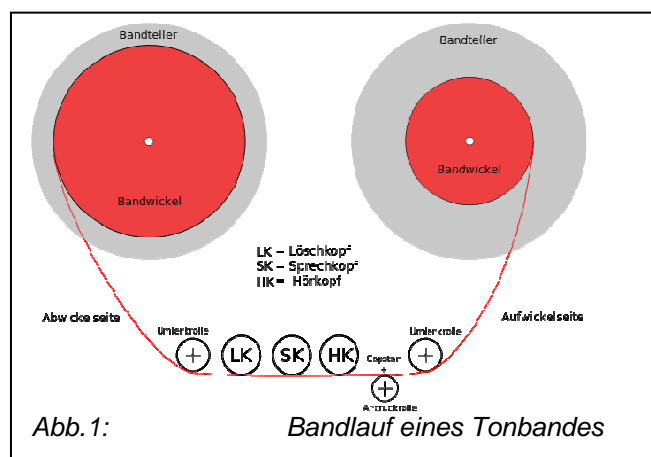 Bandteller
Bandteller
Bandwickel
Bandwickel
LK – Löschkopf
SK – Sprechkopf
HK= Hörkopf
Abwickelseite
Aufwickelseite
Umlenkrolle
Umlenkrolle
LK
SK
HK
Capstan
Andruckrolle
Abb.1: Bandlauf eines Tonbandes